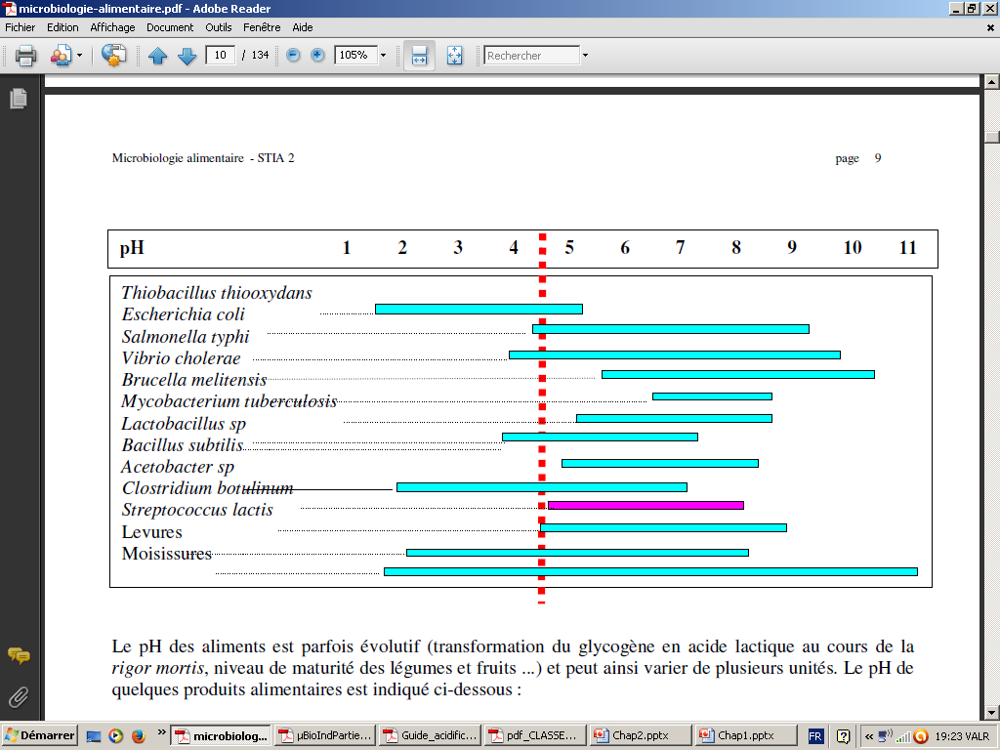 microbiologie-alimentaire.pdf - Adobe Reader
Fichier Edition Affichage Document Outils Fenêtre Aide
10 / 134 105% Rechercher
Microbiologie alimentaire - STIA 2 page 9
pH 1 2 3 4 5 6 7 8 9 10 11
Thiobacillus thiooxydans
Escherichia coli
Salmonella typhi
Vibrio cholerae
Brucella melitensis
Mycobacterium tuberculosis
Lactobacillus sp
Bacillus subtilis
Acetobacter sp
Clostridium botulinum
Streptococcus lactis
Levures
Moisissures
Le pH des aliments est parfois évolutif (transformation du glycogène en acide lactique au cours de la
rigor mortis, niveau de maturité des légumes et fruits ...) et peut ainsi varier de plusieurs unités. Le pH de
quelques produits alimentaires est indiqué ci-dessous :
Démarrer » microbiolog... µBioIndPartie... Guide_acidific... pdf_CLASSE... Chap2.pptx Chap1.pptx FR « 19:23 VALR